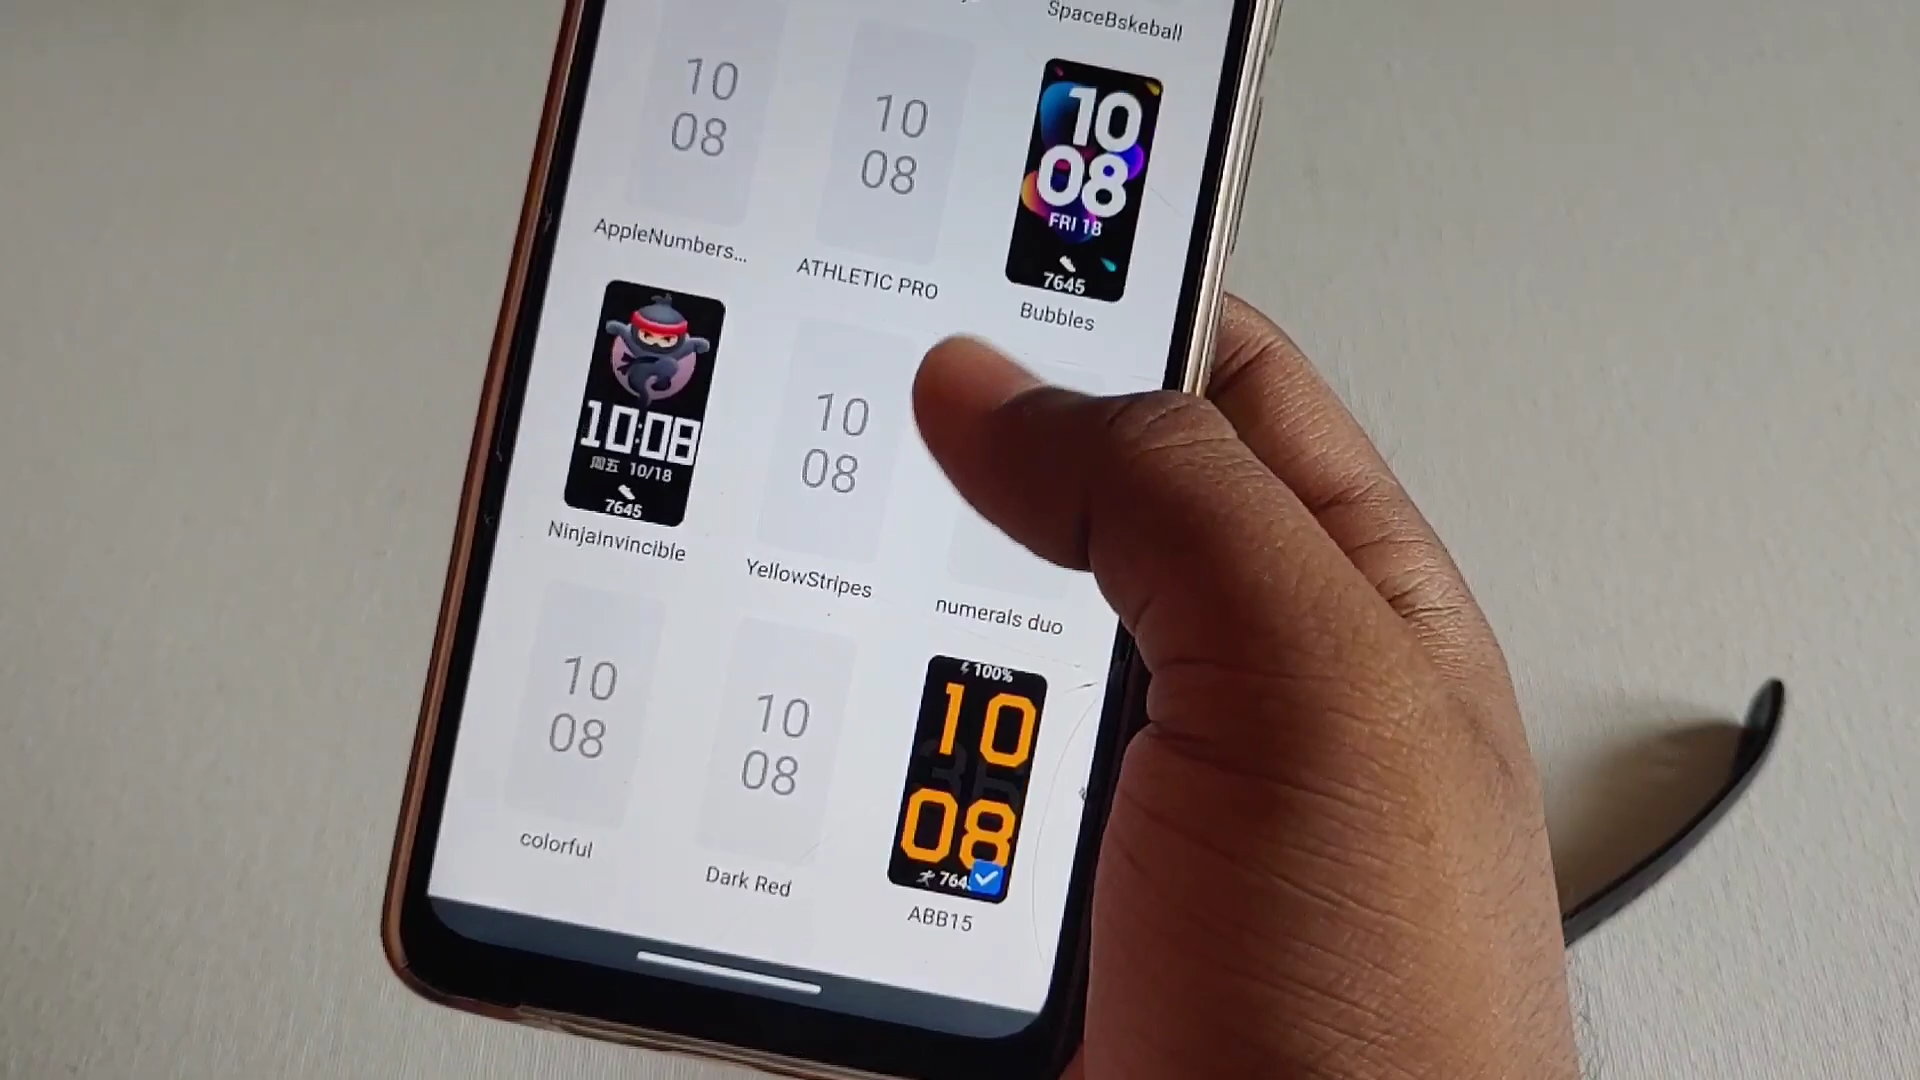 SpaceBskeball
10
08
AppleNumbers...
10
08
ATHLETIC PRO
10
08
FRI 18
7645
Bubbles
10:08
周五 10/18
7645
NinjaInvincible
10
08
YellowStripes
numerals duo
10
08
colorful
10
08
Dark Red
100%
10
36
08
764
ABB15